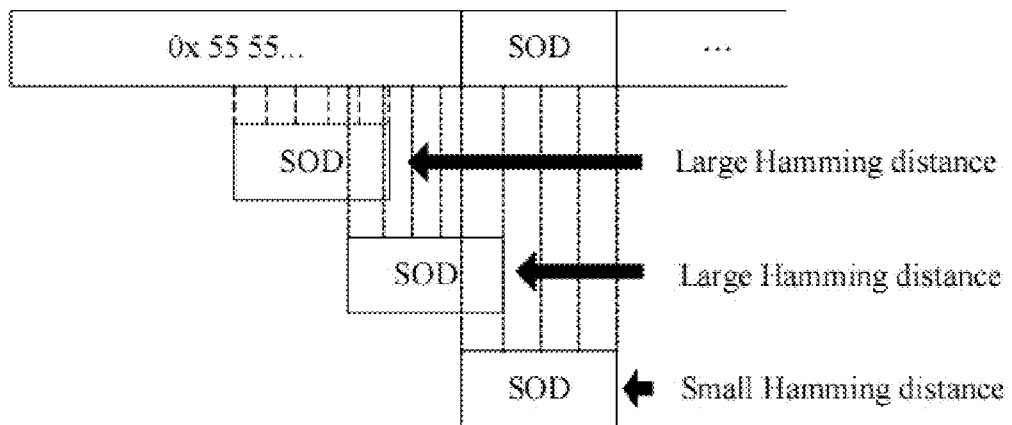 0x 55 55... SOD ...
SOD Large Hamming distance
SOD Large Hamming distance
SOD Small Hamming distance